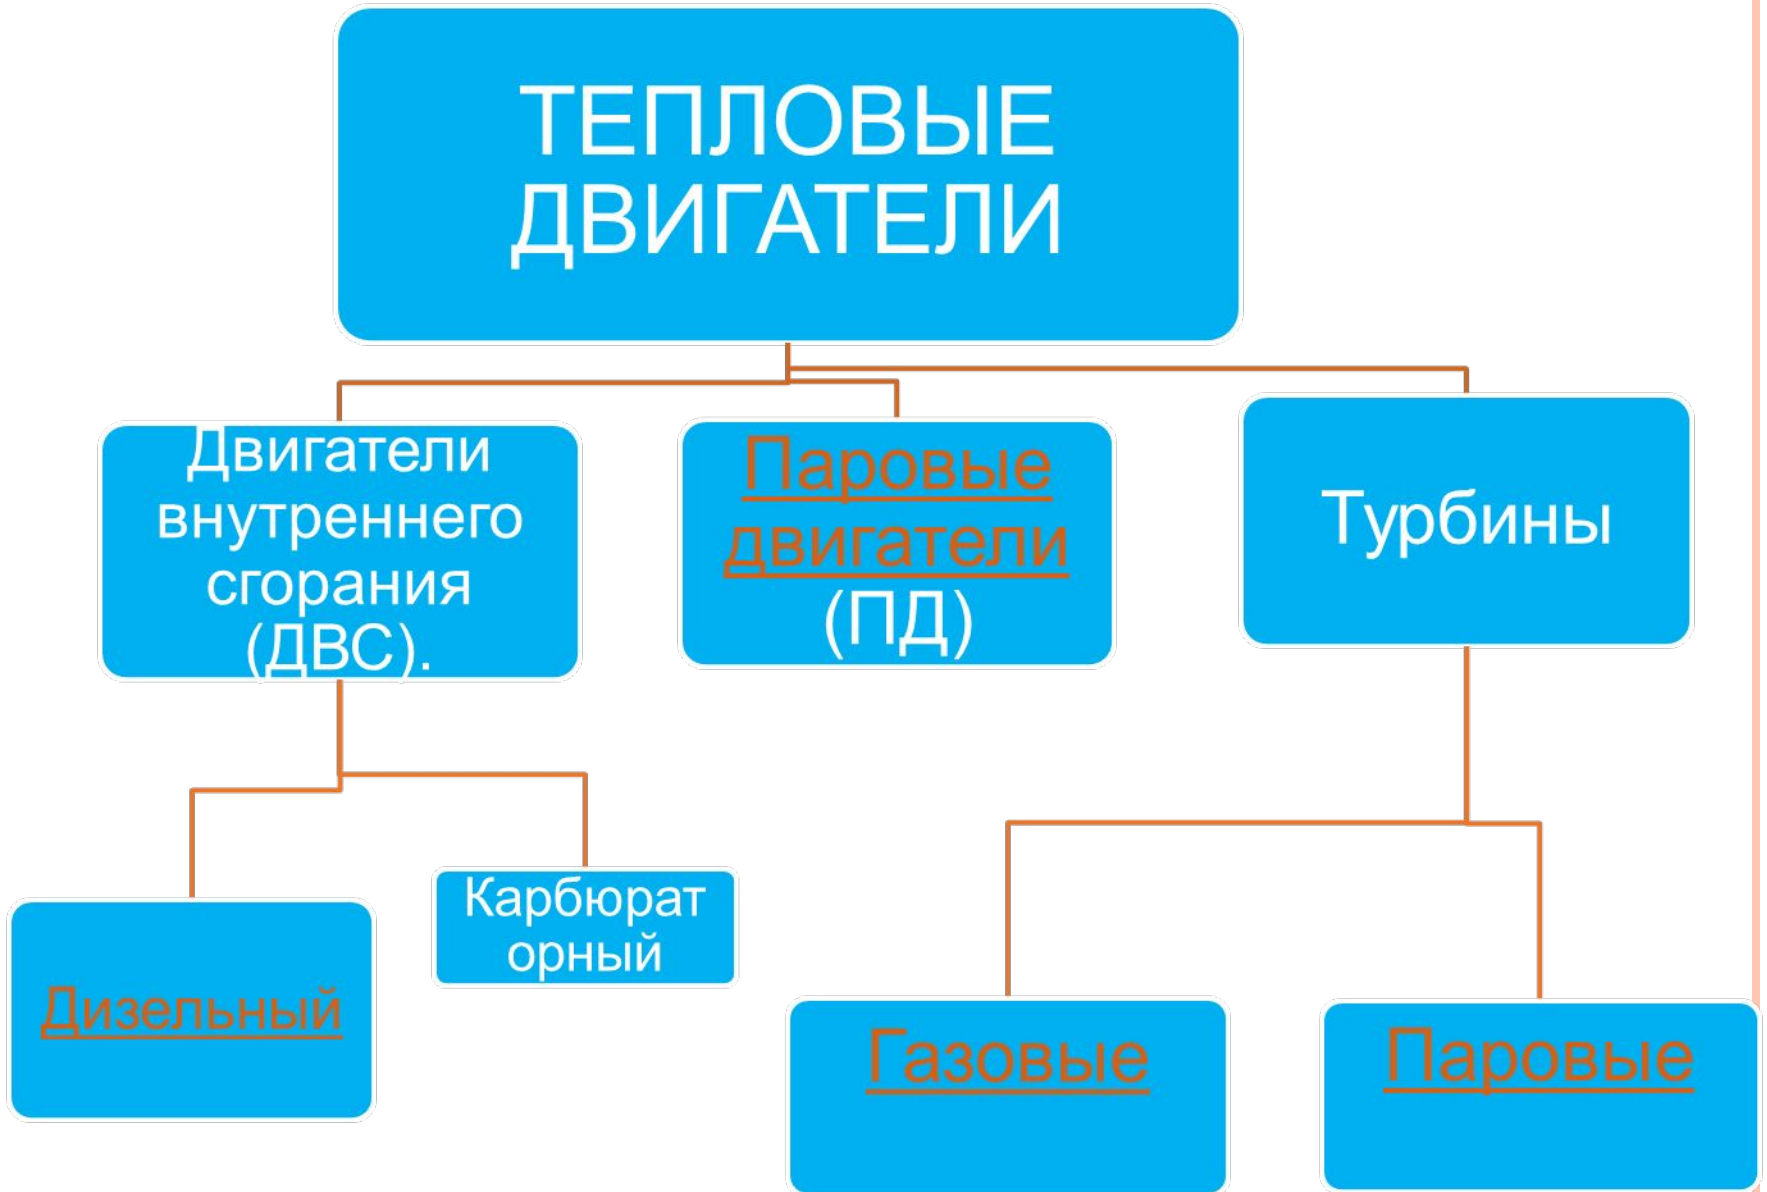 ТЕПЛОВЫЕ
ДВИГАТЕЛИ
Двигатели
внутреннего
сгорания
(ДВС).
Паровые
двигатели
(ПД)
Турбины
Дизельный
Карбюрат
орный
Газовые
Паровые